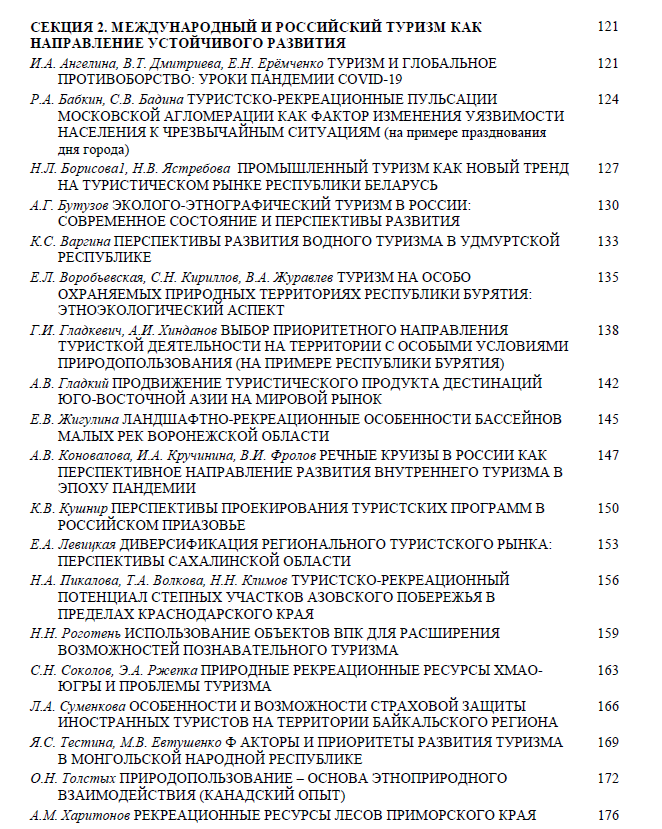 СЕКЦИЯ 2. МЕЖДУНАРОДНЫЙ И РОССИЙСКИЙ ТУРИЗМ КАК 121
НАПРАВЛЕНИЕ УСТОЙЧИВОГО РАЗВИТИЯ
И.А. Ангелина, В.Т. Дмитриева, Е.Н. Ерёмченко ТУРИЗМ И ГЛОБАЛЬНОЕ 121
ПРОТИВОБОРСТВО: УРОКИ ПАНДЕМИИ COVID-19
Р.А. Бабкин, С.В. Бадина ТУРИСТСКО-РЕКРЕАЦИОННЫЕ ПУЛЬСАЦИИ 124
МОСКОВСКОЙ АГЛОМЕРАЦИИ КАК ФАКТОР ИЗМЕНЕНИЯ УЯЗВИМОСТИ
НАСЕЛЕНИЯ К ЧРЕЗВЫЧАЙНЫМ СИТУАЦИЯМ (на примере празднования
дня города)
Н.Л. Борисова1, Н.В. Ястребова ПРОМЫШЛЕННЫЙ ТУРИЗМ КАК НОВЫЙ ТРЕНД 127
НА ТУРИСТИЧЕСКОМ РЫНКЕ РЕСПУБЛИКИ БЕЛАРУСЬ
А.Г. Бутузов ЭКОЛОГО-ЭТНОГРАФИЧЕСКИЙ ТУРИЗМ В РОССИИ: 130
СОВРЕМЕННОЕ СОСТОЯНИЕ И ПЕРСПЕКТИВЫ РАЗВИТИЯ
К.С. Варгина ПЕРСПЕКТИВЫ РАЗВИТИЯ ВОДНОГО ТУРИЗМА В УДМУРТСКОЙ 133
РЕСПУБЛИКЕ
Е.Л. Воробьевская, С.Н. Кириллов, В.А. Журавлев ТУРИЗМ НА ОСОБО 135
ОХРАНЯЕМЫХ ПРИРОДНЫХ ТЕРРИТОРИЯХ РЕСПУБЛИКИ БУРЯТИЯ:
ЭТНОЭКОЛОГИЧЕСКИЙ АСПЕКТ
Г.И. Гладкевич, А.И. Хинданов ВЫБОР ПРИОРИТЕТНОГО НАПРАВЛЕНИЯ 138
ТУРИСТКОЙ ДЕЯТЕЛЬНОСТИ НА ТЕРРИТОРИИ С ОСОБЫМИ УСЛОВИЯМИ
ПРИРОДОПОЛЬЗОВАНИЯ (НА ПРИМЕРЕ РЕСПУБЛИКИ БУРЯТИЯ)
А.В. Гладкий ПРОДВИЖЕНИЕ ТУРИСТИЧЕСКОГО ПРОДУКТА ДЕСТИНАЦИЙ 142
ЮГО-ВОСТОЧНОЙ АЗИИ НА МИРОВОЙ РЫНОК
Е.В. Жигулина ЛАНДШАФТНО-РЕКРЕАЦИОННЫЕ ОСОБЕННОСТИ БАССЕЙНОВ 145
МАЛЫХ РЕК ВОРОНЕЖСКОЙ ОБЛАСТИ
А.В. Коновалова, И.А. Кручинина, В.И. Фролов РЕЧНЫЕ КРУИЗЫ В РОССИИ КАК 147
ПЕРСПЕКТИВНОЕ НАПРАВЛЕНИЕ РАЗВИТИЯ ВНУТРЕННЕГО ТУРИЗМА В
ЭПОХУ ПАНДЕМИИ
К.В. Кушнир ПЕРСПЕКТИВЫ ПРОЕКИРОВАНИЯ ТУРИСТСКИХ ПРОГРАММ В 150
РОССИЙСКОМ ПРИАЗОВЬЕ
Е.А. Левицкая ДИВЕРСИФИКАЦИЯ РЕГИОНАЛЬНОГО ТУРИСТСКОГО РЫНКА: 153
ПЕРСПЕКТИВЫ САХАЛИНСКОЙ ОБЛАСТИ
Н.А. Пикалова, Т.А. Волкова, Н.Н. Климов ТУРИСТСКО-РЕКРЕАЦИОННЫЙ 156
ПОТЕНЦИАЛ СТЕПНЫХ УЧАСТКОВ АЗОВСКОГО ПОБЕРЕЖЬЯ В
ПРЕДЕЛАХ КРАСНОДАРСКОГО КРАЯ
Н.Н. Роготень ИСПОЛЬЗОВАНИЕ ОБЪЕКТОВ ВПК ДЛЯ РАСШИРЕНИЯ 159
ВОЗМОЖНОСТЕЙ ПОЗНАВАТЕЛЬНОГО ТУРИЗМА
С.Н. Соколов, Э.А. Ржепка ПРИРОДНЫЕ РЕКРЕАЦИОННЫЕ РЕСУРСЫ ХМАО- 163
ЮГРЫ И ПРОБЛЕМЫ ТУРИЗМА
Л.А. Суменкова ОСОБЕННОСТИ И ВОЗМОЖНОСТИ СТРАХОВОЙ ЗАЩИТЫ 166
ИНОСТРАННЫХ ТУРИСТОВ НА ТЕРРИТОРИИ БАЙКАЛЬСКОГО РЕГИОНА
Я.С. Тестина, М.В. Евтушенко Ф АКТОРЫ И ПРИОРИТЕТЫ РАЗВИТИЯ ТУРИЗМА 169
В МОНГОЛЬСКОЙ НАРОДНОЙ РЕСПУБЛИКЕ
О.Н. Толстых ПРИРОДОПОЛЬЗОВАНИЕ – ОСНОВА ЭТНОПРИРОДНОГО 172
ВЗАИМОДЕЙСТВИЯ (КАНАДСКИЙ ОПЫТ)
А.М. Харитонов РЕКРЕАЦИОННЫЕ РЕСУРСЫ ЛЕСОВ ПРИМОРСКОГО КРАЯ 176